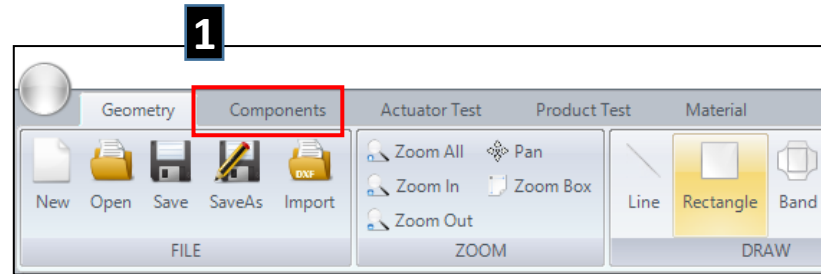 1
Geometry Components Actuator Test Product Test Material
Zoom All Pan
Zoom In Zoom Box
Zoom Out
DXF
New Open Save SaveAs Import
Line Rectangle Band
FILE ZOOM DRAW